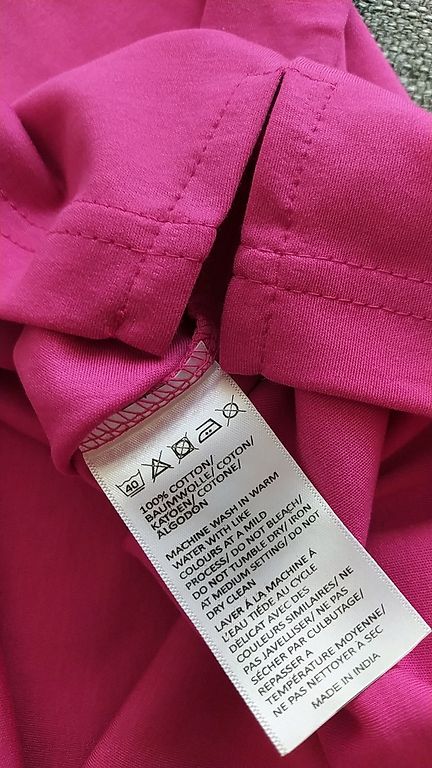 40
100% COTTON/
BAUMWOLLE/ COTON/
KATOEN/ COTONE/
ALGODÓN
MACHINE WASH IN WARM
WATER WITH LIKE
COLOURS AT A MILD
PROCESS/ DO NOT BLEACH/
DO NOT TUMBLE DRY/ IRON
AT MEDIUM SETTING/ DO NOT
DRY CLEAN
LAVER À LA MACHINE À
L'EAU TIÉDE AU CYCLE
DÉLICAT AVEC DES
COULEURS SIMILAIRES/ NE
PAS JAVELLISER/ NE PAS
SÉCHER PAR CULBUTAGE/
REPASSER A
TEMPÉRATURE MOYENNE/
NE PAS NETTOYER À SEC
MADE IN INDIA